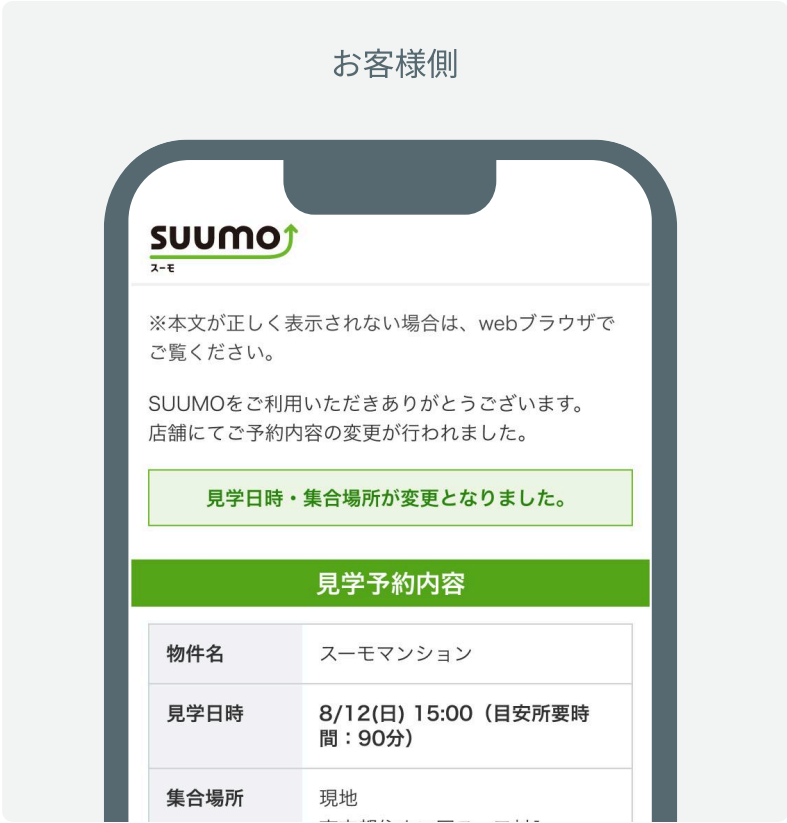 お客様側
SUUMO
スーモ
※本文が正しく表示されない場合は、webブラウザで
ご覧ください。
SUUMOをご利用いただきありがとうございます。
店舗にてご予約内容の変更が行われました。
見学日時・集合場所が変更となりました。
見学予約内容
物件名 スーモマンション
見学日時 8/12(日) 15:00（目安所要時
間：90分）
集合場所 現地